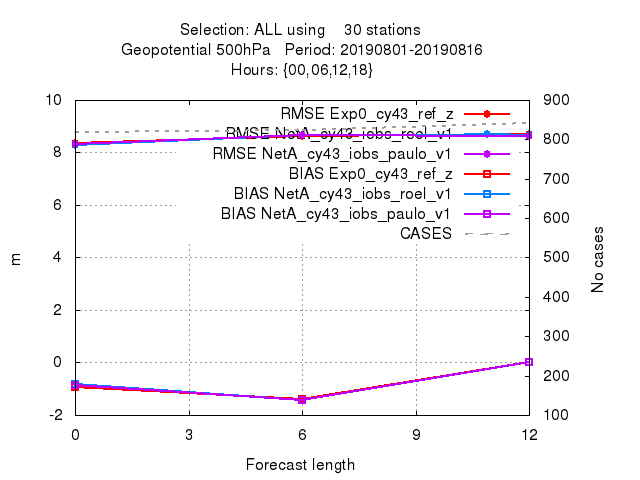 Selection: ALL using 30 stations
Geopotential 500hPa Period: 20190801-20190816
Hours: {00,06,12,18}
10 900
RMSE Exp0_cy43_ref_z
8 RMSE NetA_cy43_iobs_roel_v1 800
RMSE NetA_cy43_iobs_paulo_v1
BIAS Exp0_cy43_ref_z 700
BIAS NetA_cy43_iobs_roel_v1
6 BIAS NetA_cy43_iobs_paulo_v1 600
CASES
m
4 500
No cases
400
2
300
0
200
-2 100
0 3 6 9 12
Forecast length